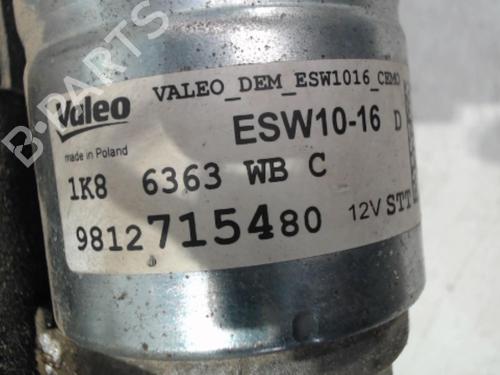 B-PARTS
Valeo
VALEO_DEM_ESW1016_CEMO
ESW10-16 D
made in Poland
1K8 6363 WB C
9812715480 12V STT